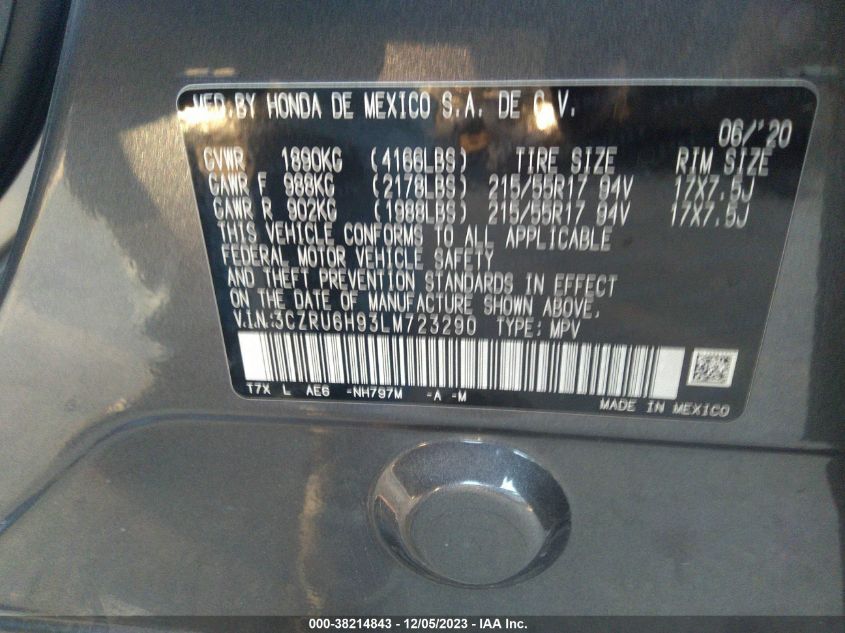 MFD.BY HONDA DE MEXICO S.A. DE C.V.
06/'20
GVWR 1890KG (4166LBS) TIRE SIZE RIM SIZE
GAWR F 988KG (2178LBS) 215/55R17 94V 17X7.5J
GAWR R 902KG (1988LBS) 215/55R17 94V 17X7.5J
THIS VEHICLE CONFORMS TO ALL APPLICABLE
FEDERAL MOTOR VEHICLE SAFETY
AND THEFT PREVENTION STANDARDS IN EFFECT
ON THE DATE OF MANUFACTURE SHOWN ABOVE.
V.I.N:3CZRU6H93LM723290 TYPE:MPV
T7X L AE6 -NH797M -A -M
MADE IN MEXICO
000-38214843 - 12/05/2023 - IAA Inc.